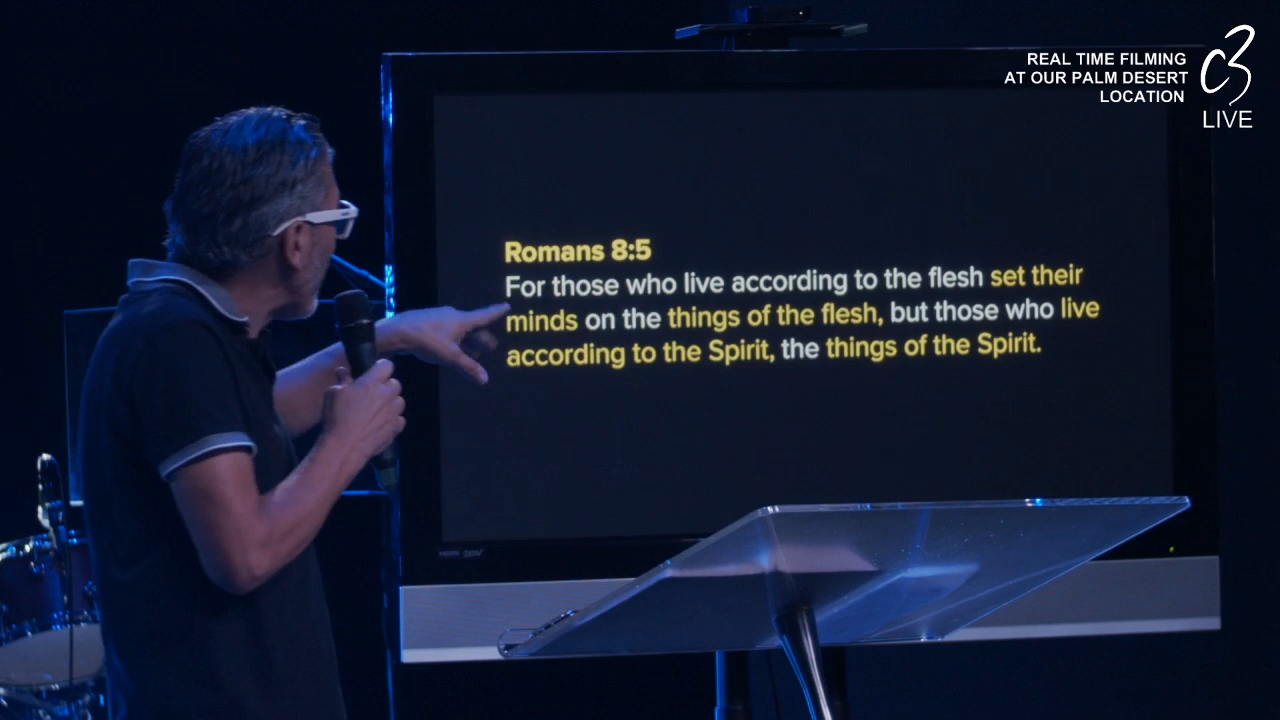 REAL TIME FILMING
AT OUR PALM DESERT
LOCATION
C3
LIVE
Romans 8:5
For those who live according to the flesh set their
minds on the things of the flesh, but those who live
according to the Spirit, the things of the Spirit.
HDMI